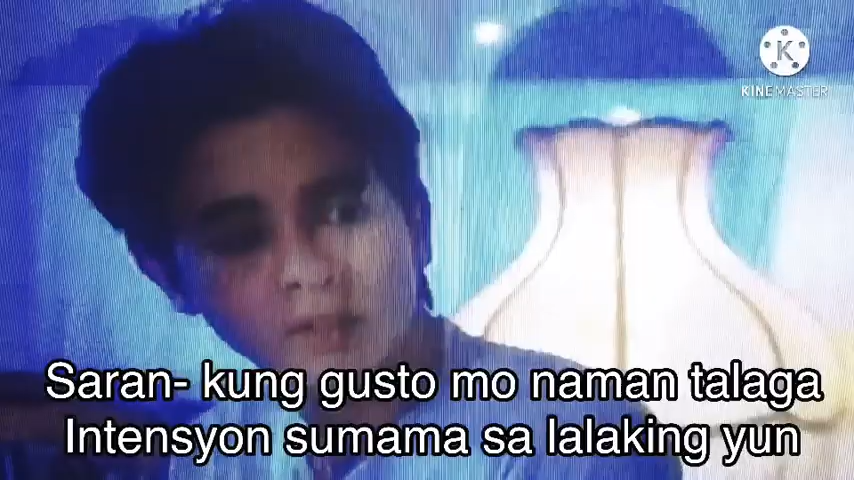 K
KINEMASTER
Saran- kung gusto mo naman talaga
Intensyon sumama sa lalaking yun